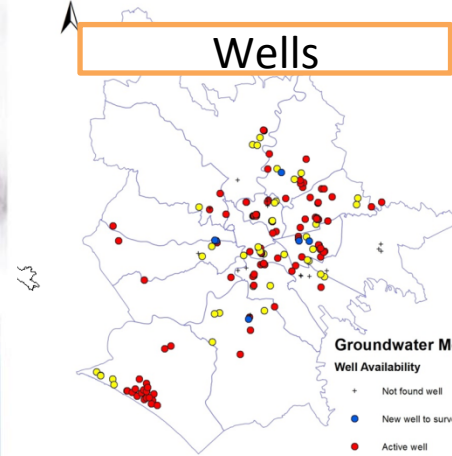 Wells
Groundwater M
Well Availability
Not found well
New well to surv
Active well